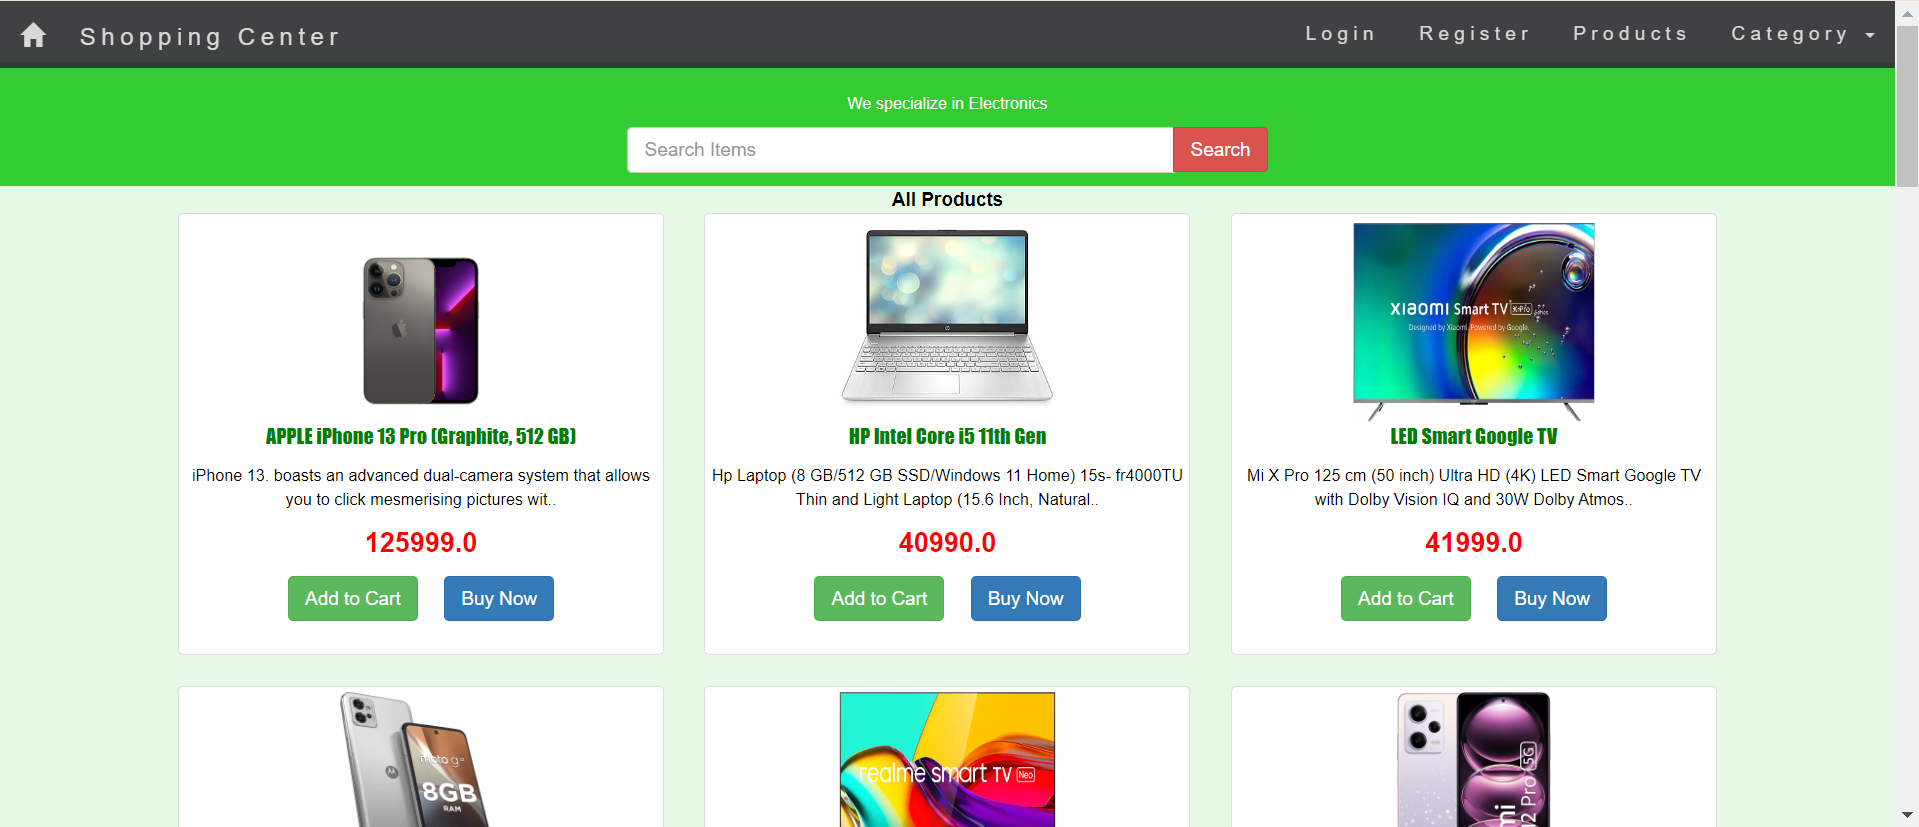 Shopping Center
Login
Register
Products
Category
We specialize in Electronics
Search Items
Search
All Products
XIAOMI Smart TV X Pro
Designed by Xiaomi. Powered by Google.
APPLE iPhone 13 Pro (Graphite, 512 GB)
iPhone 13. boasts an advanced dual-camera system that allows
you to click mesmerising pictures wit..
125999.0
Add to Cart
Buy Now
HP Intel Core i5 11th Gen
Hp Laptop (8 GB/512 GB SSD/Windows 11 Home) 15s- fr4000TU
Thin and Light Laptop (15.6 Inch, Natural..
40990.0
Add to Cart
Buy Now
LED Smart Google TV
Mi X Pro 125 cm (50 inch) Ultra HD (4K) LED Smart Google TV
with Dolby Vision IQ and 30W Dolby Atmos..
41999.0
Add to Cart
Buy Now
moto g
8GB
RAM
realme smart TV Neo
2 Pro 5G